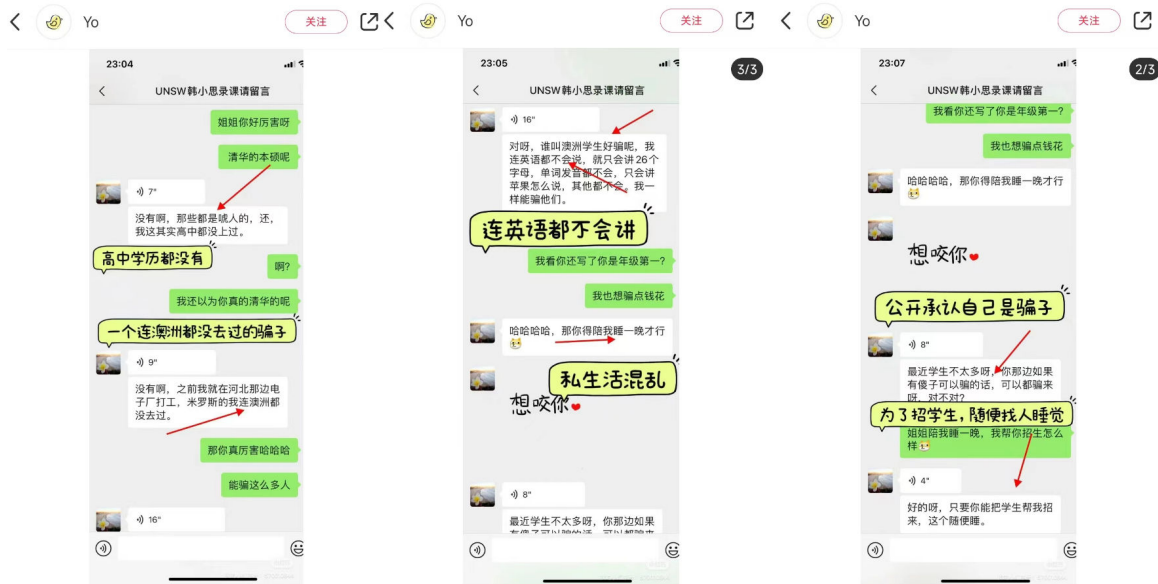 Yo
关注
23:04
UNSW韩小思录课请留言
姐姐你好厉害呀
清华的本硕呢
7"
没有啊，那些都是唬人的，还，
我这其实高中都没上过。
高中学历都没有
啊?
我还以为你真的清华的呢
一个连澳洲都没去过的骗子
9"
没有啊，之前我就在河北那边电
子厂打工，米罗斯的我连澳洲都
没去过。
那你真厉害哈哈哈
能骗这么多人
16"
Yo
关注
3/3
23:05
UNSW韩小思录课请留言
16"
对呀，谁叫澳洲学生好骗呢，我
连英语都不会说，就只会讲26个
字母，单词发音都不会，只会讲
苹果怎么说，其他都不会。我一
样能骗他们。
连英语都不会讲
我看你还写了你是年级第一?
我也想骗点钱花
哈哈哈哈，那你得陪我睡一晚才行
私生活混乱
想咬你
8"
最近学生不太多呀，你那边如果
有傻子可以骗的话，可以都骗来
Yo
关注
2/3
23:07
UNSW韩小思录课请留言
我看你还写了你是年级第一?
我也想骗点钱花
哈哈哈哈，那你得陪我睡一晚才行
想咬你
公开承认自己是骗子
8"
最近学生不太多呀，你那边如果
有傻子可以骗的话，可以都骗来
呀，对不对?
为了招学生，随便找人睡觉
姐姐陪我睡一晚，我帮你招生怎么
样
4"
好的呀，只要你能把学生帮我招
来，这个随便睡。